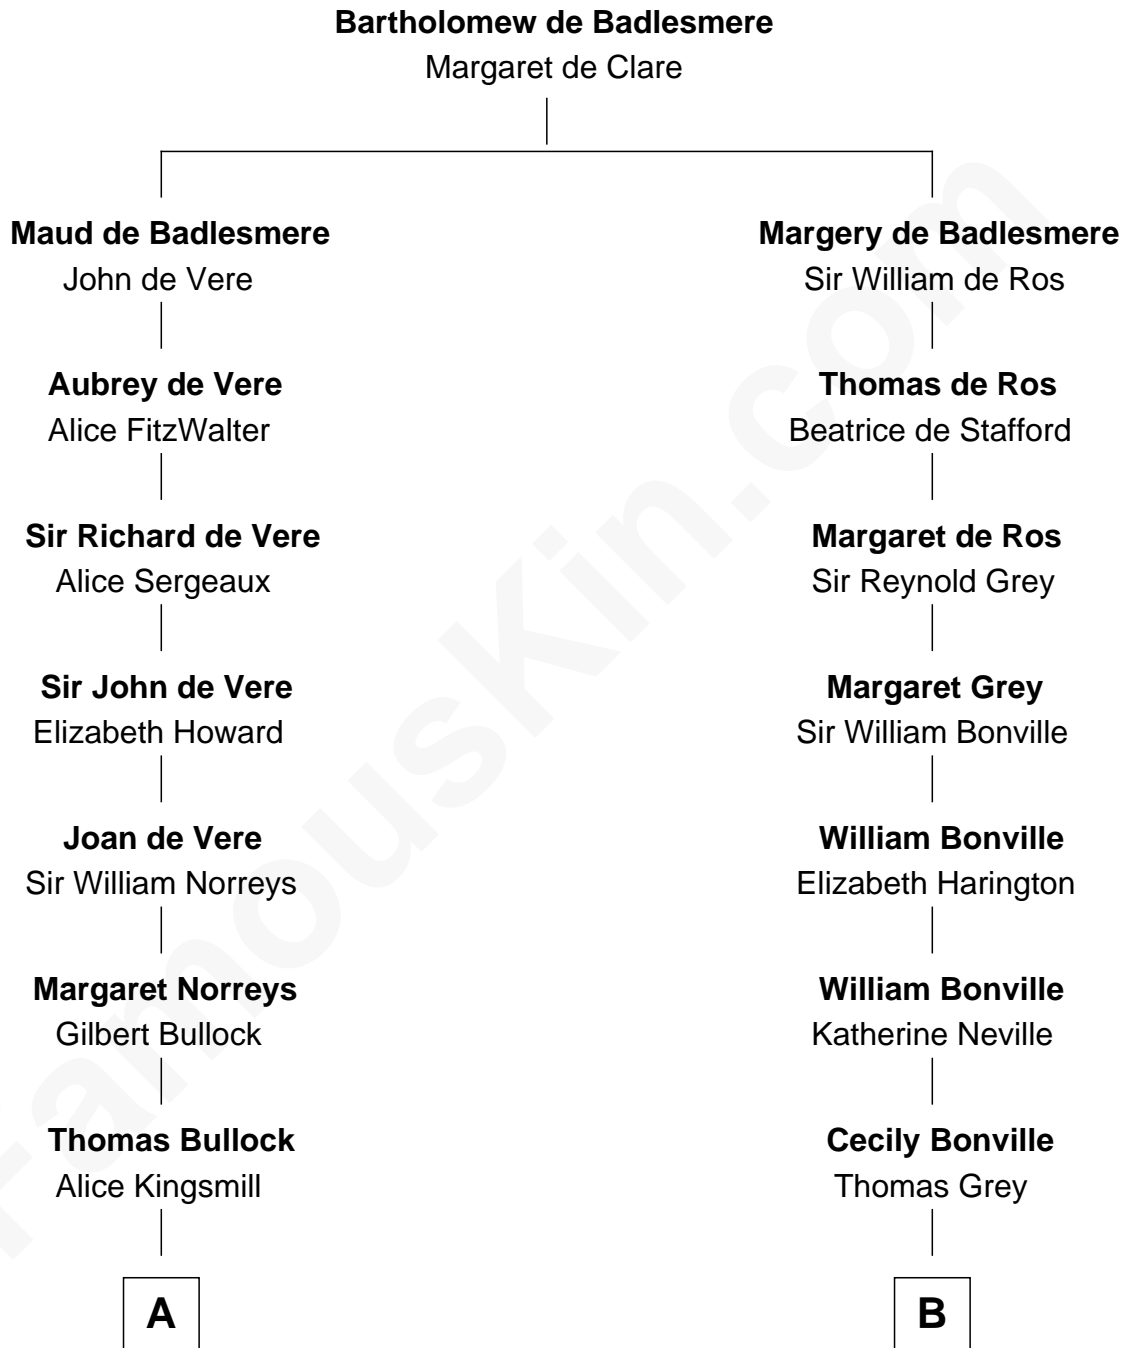 Bartholomew de Badlesmere
Margaret de Clare
Maud de Badlesmere
John de Vere
Aubrey de Vere
Alice FitzWalter
Sir Richard de Vere
Alice Sergeaux
Sir John de Vere
Elizabeth Howard
Joan de Vere
Sir William Norreys
Margaret Norreys
Gilbert Bullock
Thomas Bullock
Alice Kingsmill
A
Margery de Badlesmere
Sir William de Ros
Thomas de Ros
Beatrice de Stafford
Margaret de Ros
Sir Reynold Grey
Margaret Grey
Sir William Bonville
William Bonville
Elizabeth Harington
William Bonville
Katherine Neville
Cecily Bonville
Thomas Grey
B
FamousKin.com